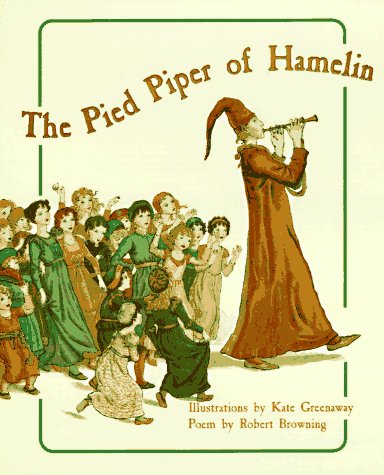 The Pied Piper of Hamelin
Illustrations by Kate Greenaway
Poem by Robert Browning